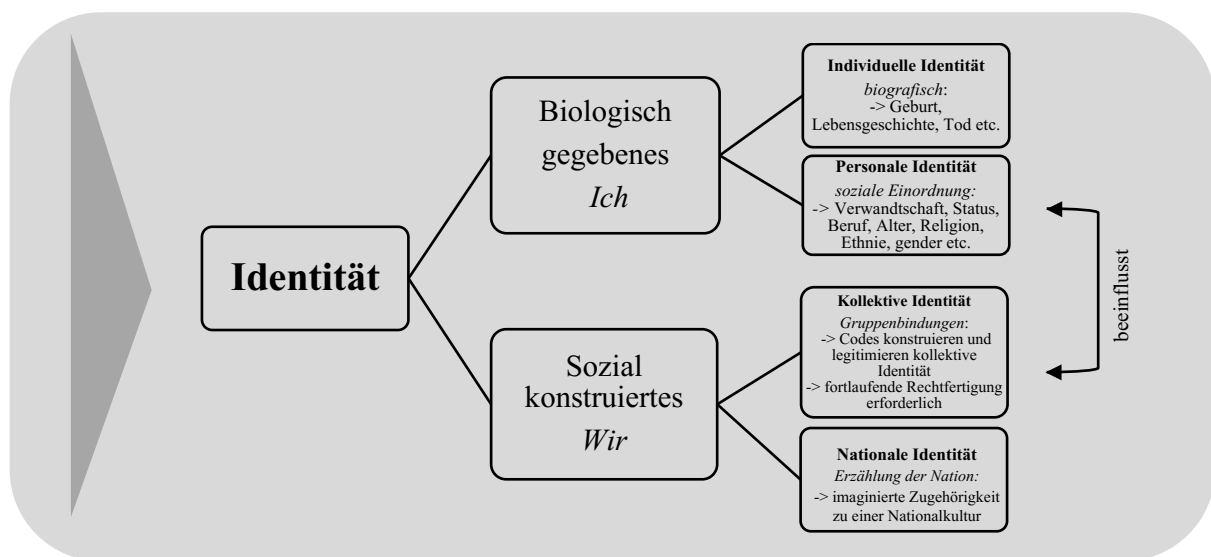 Identität
Biologisch
gegebenes
Ich
Sozial
konstruiertes
Wir
Individuelle Identität
biografisch:
-> Geburt,
Lebensgeschichte, Tod etc.
Personale Identität
soziale Einordnung:
-> Verwandtschaft, Status,
Beruf, Alter, Religion,
Ethnie, gender etc.
Kollektive Identität
Gruppenbindungen:
-> Codes konstruieren und
legitimieren kollektive
Identität
-> fortlaufende Rechtfertigung
erforderlich
Nationale Identität
Erzählung der Nation:
-> imaginierte Zugehörigkeit
zu einer Nationalkultur
beeinflusst